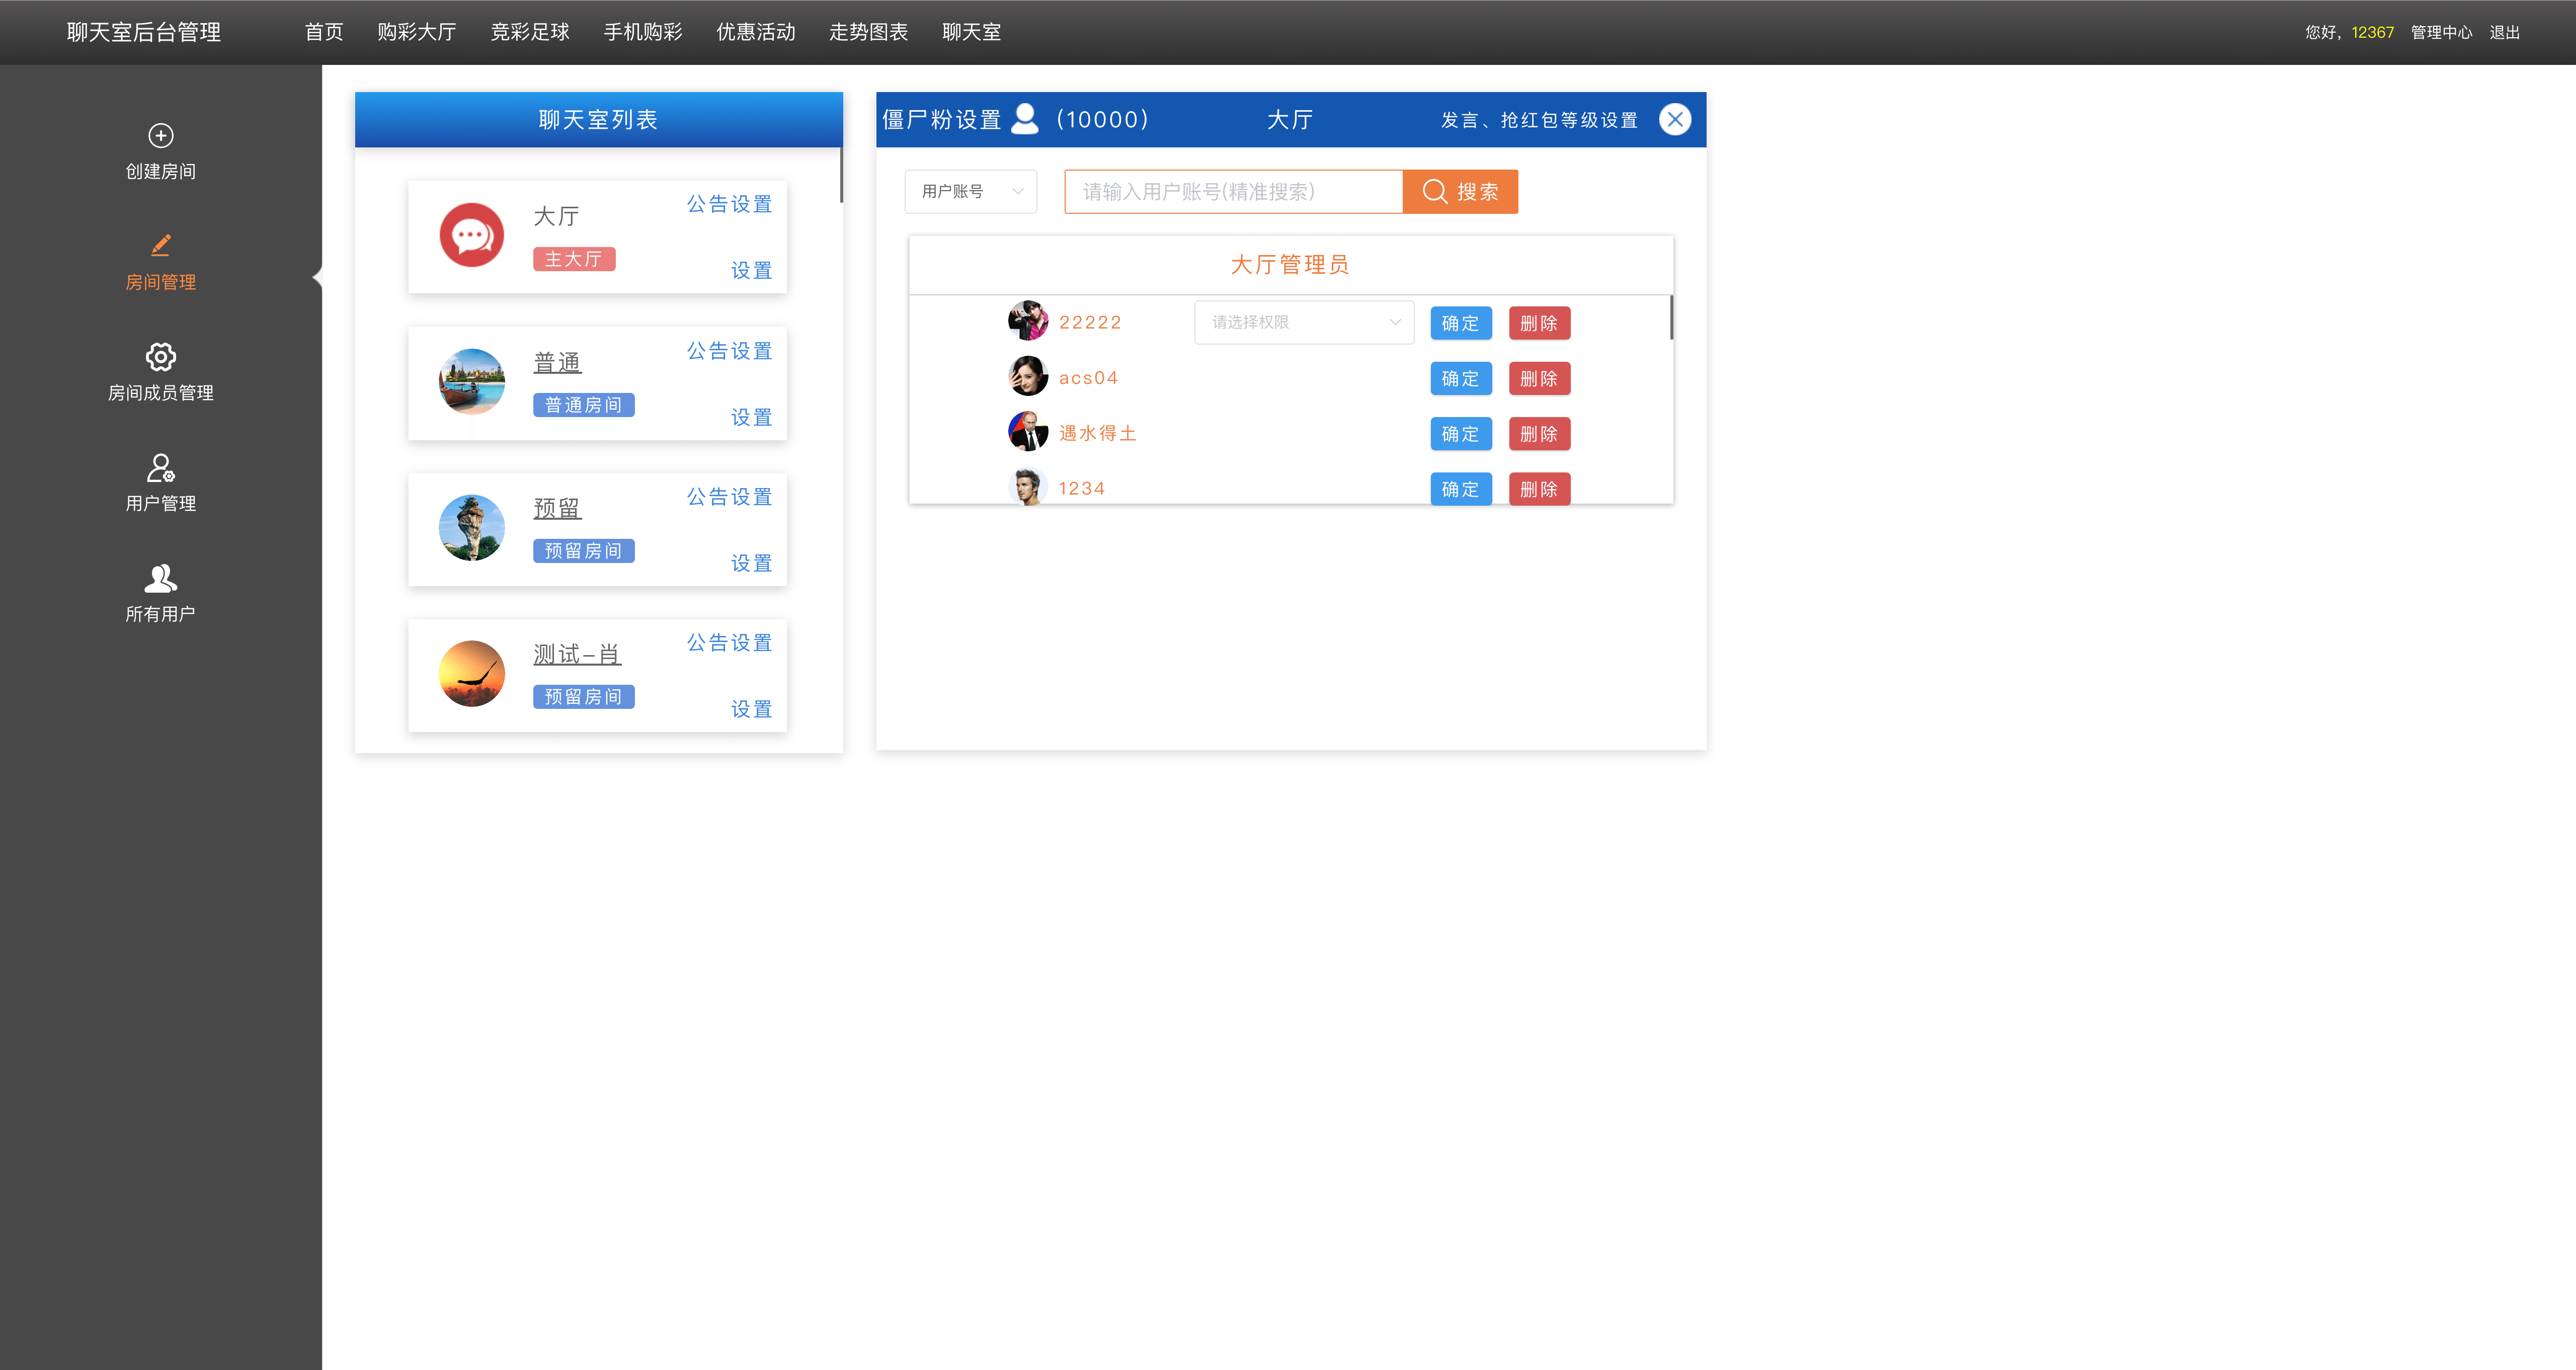 聊天室后台管理 首页 购彩大厅 竞彩足球 手机购彩 优惠活动 走势图表 聊天室 您好，12367 管理中心 退出
创建房间
房间管理
房间成员管理
用户管理
所有用户
聊天室列表
大厅 公告设置
主大厅 设置
普通 公告设置
普通房间 设置
预留 公告设置
预留房间 设置
测试-肖 公告设置
预留房间 设置
僵尸粉设置 (10000) 大厅 发言、抢红包等级设置
用户账号 请输入用户账号(精准搜索) 搜索
大厅管理员
22222 请选择权限 确定 删除
acs04 确定 删除
遇水得土 确定 删除
1234 确定 删除